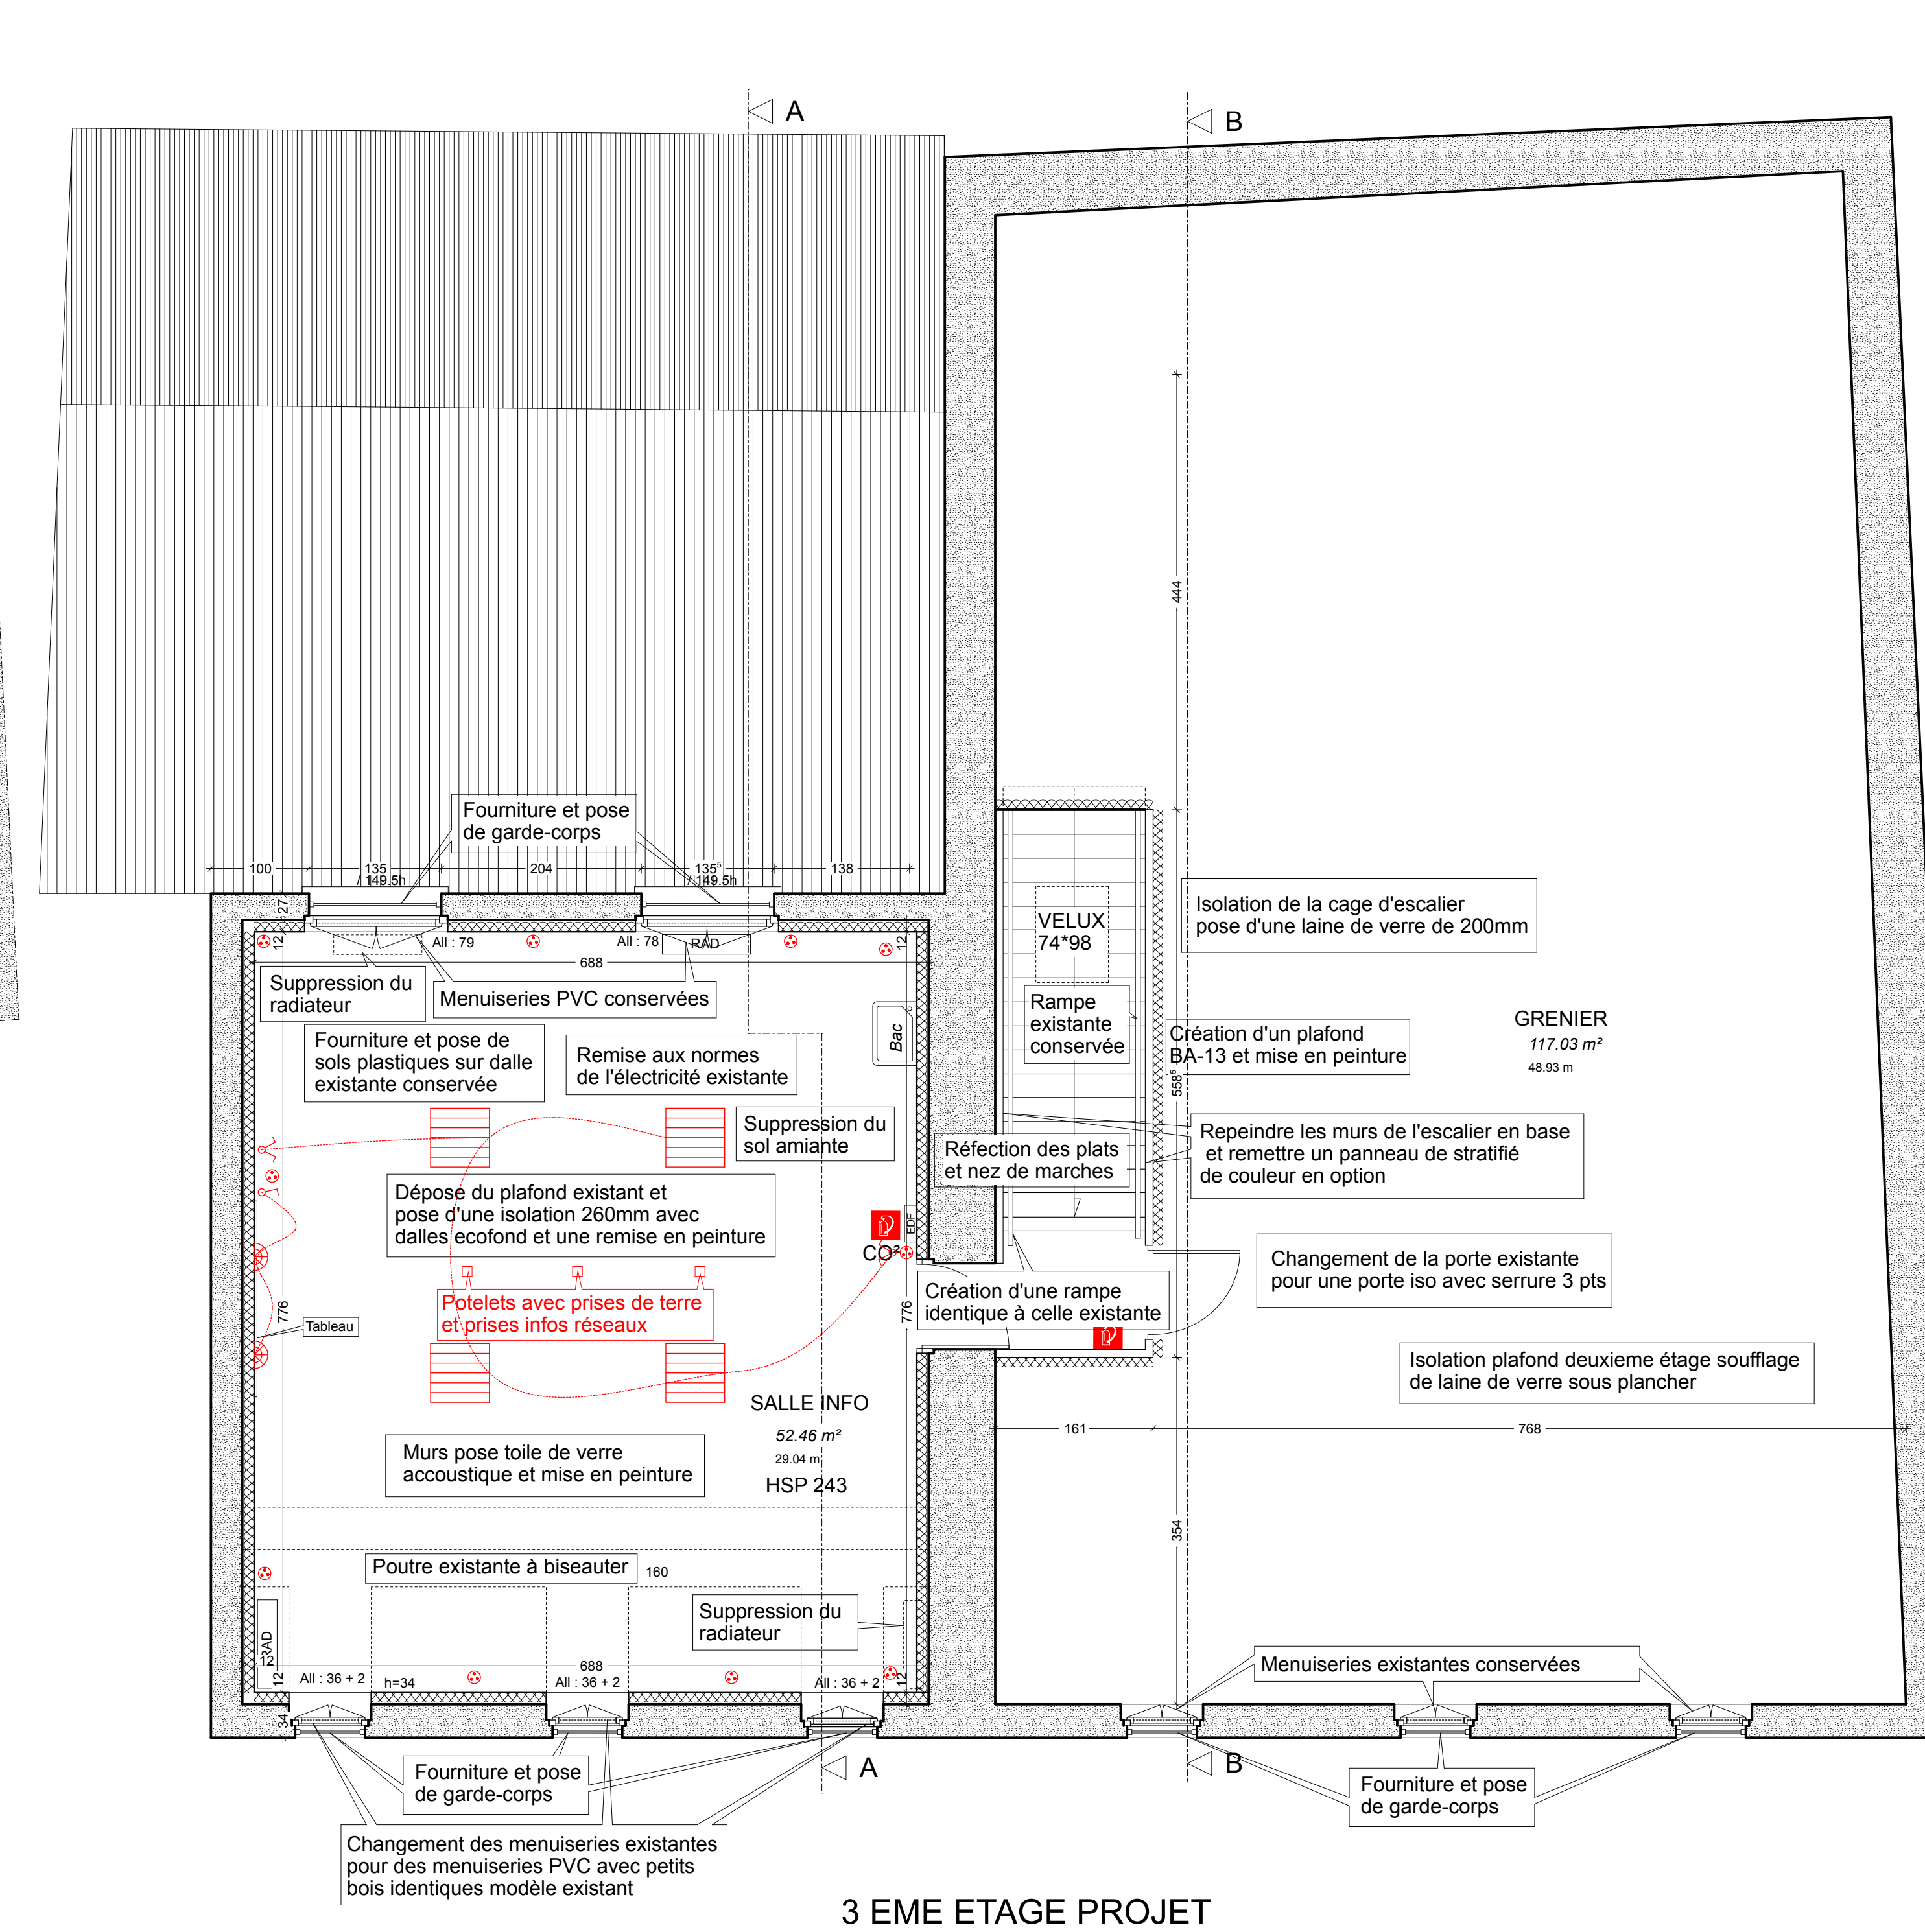 A
B
444
Fourniture et pose
de garde-corps
100
135
/ 149.5h
204
135⁵
/ 149.5h
138
27
12
All : 79
All : 78
RAD
12
688
Suppression du
radiateur
Menuiseries PVC conservées
Bac
Fourniture et pose de
sols plastiques sur dalle
existante conservée
Remise aux normes
de l'électricité existante
Suppression du
sol amiante
Dépose du plafond existant et
pose d'une isolation 260mm avec
dalles ecofond et une remise en peinture
EDF
CO²
Potelets avec prises de terre
et prises infos réseaux
776
Tableau
776
SALLE INFO
52.46 m²
29.04 m
HSP 243
Murs pose toile de verre
accoustique et mise en peinture
Poutre existante à biseauter
160
Suppression du
radiateur
RAD
12
12
688
All : 36 + 2
h=34
All : 36 + 2
All : 36 + 2
12
34
VELUX
74*98
Rampe
existante
conservée
Isolation de la cage d'escalier
pose d'une laine de verre de 200mm
GRENIER
117.03 m²
48.93 m
Création d'un plafond
BA-13 et mise en peinture
558⁵
Réfection des plats
et nez de marches
Repeindre les murs de l'escalier en base
et remettre un panneau de stratifié
de couleur en option
Création d'une rampe
identique à celle existante
Changement de la porte existante
pour une porte iso avec serrure 3 pts
Isolation plafond deuxieme étage soufflage
de laine de verre sous plancher
161
768
354
Menuiseries existantes conservées
Fourniture et pose
de garde-corps
A
B
Fourniture et pose
de garde-corps
Changement des menuiseries existantes
pour des menuiseries PVC avec petits
bois identiques modèle existant
3 EME ETAGE PROJET